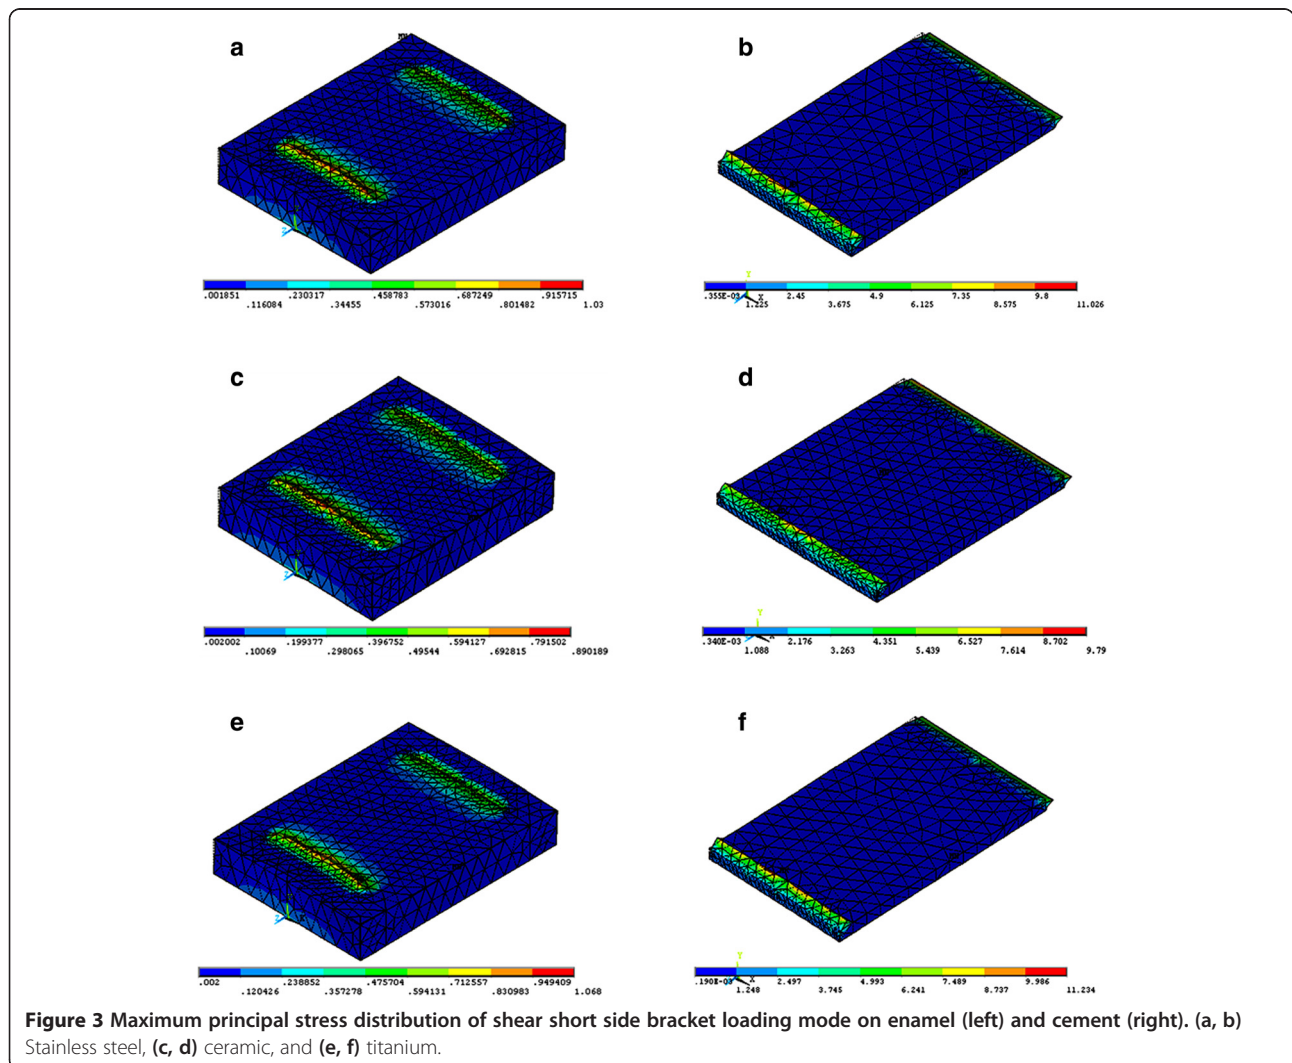 a
b
MN
.001851 .230317 .458783 .687249 .915715
.116084 .34455 .573016 .801482 1.03
.355E-03 2.45 4.9 7.35 9.8
1.225 3.675 6.125 8.575 11.026
Y
X
c
d
.002002 .199377 .396752 .594127 .791502
.10069 .298065 .49544 .692815 .890189
.340E-03 2.176 4.351 6.527 8.702
1.088 3.263 5.439 7.614 9.79
Y
e
f
.002 .238852 .475704 .712557 .949409
.120426 .357278 .594131 .830983 1.068
.190E-03 2.497 4.993 7.489 9.986
1.248 3.745 6.241 8.737 11.234
Y
X
Figure 3 Maximum principal stress distribution of shear short side bracket loading mode on enamel (left) and cement (right). (a, b)
Stainless steel, (c, d) ceramic, and (e, f) titanium.